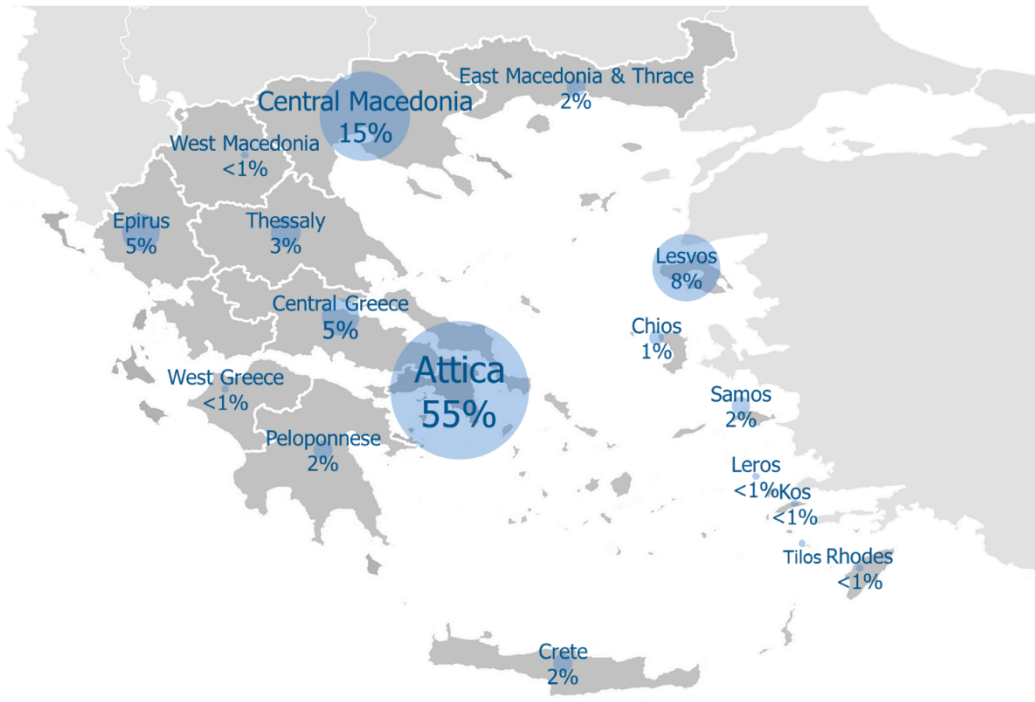 East Macedonia & Thrace
2%
Central Macedonia
15%
West Macedonia
<1%
Epirus
5%
Thessaly
3%
Lesvos
8%
Central Greece
5%
Chios
1%
Attica
55%
West Greece
<1%
Samos
2%
Peloponnese
2%
Leros
<1%
Kos
<1%
Tilos
Rhodes
<1%
Crete
2%